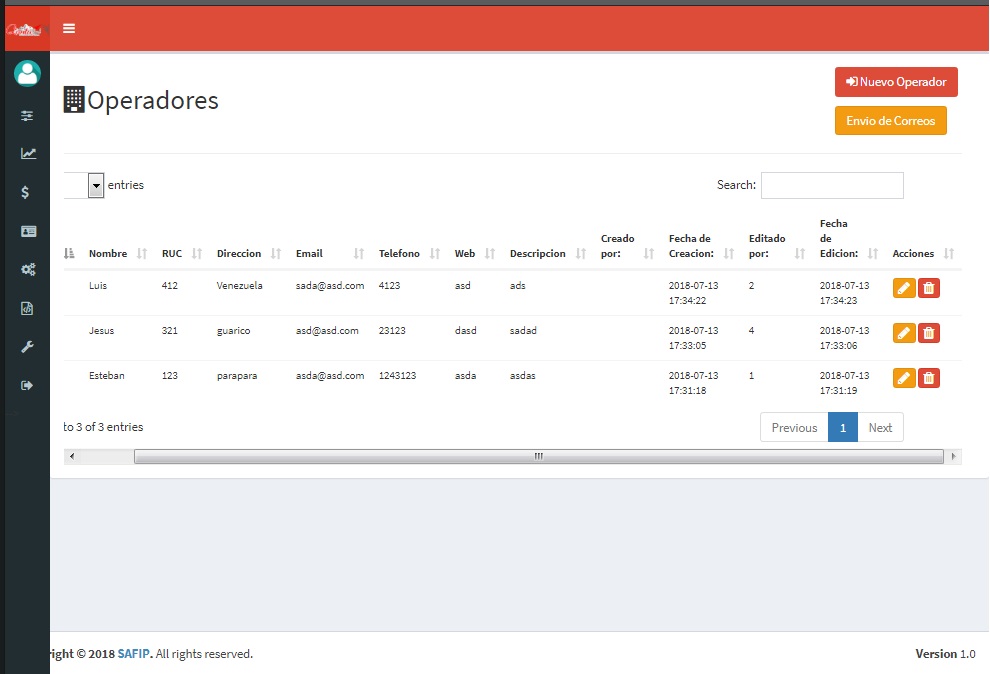 Operadores
Nuevo Operador
Envio de Correos
entries
Search:
Nombre RUC Direccion Email Telefono Web Descripcion Creado por: Fecha de Creacion: Editado por: Fecha de Edicion: Acciones
Luis 412 Venezuela sada@asd.com 4123 asd ads 2018-07-13 17:34:22 2 2018-07-13 17:34:23
Jesus 321 guarico asd@asd.com 23123 dasd sadad 2018-07-13 17:33:05 4 2018-07-13 17:33:06
Esteban 123 parapara asda@asd.com 1243123 asda asdas 2018-07-13 17:31:18 1 2018-07-13 17:31:19
to 3 of 3 entries
Previous 1 Next
right © 2018 SAFIP. All rights reserved.
Version 1.0